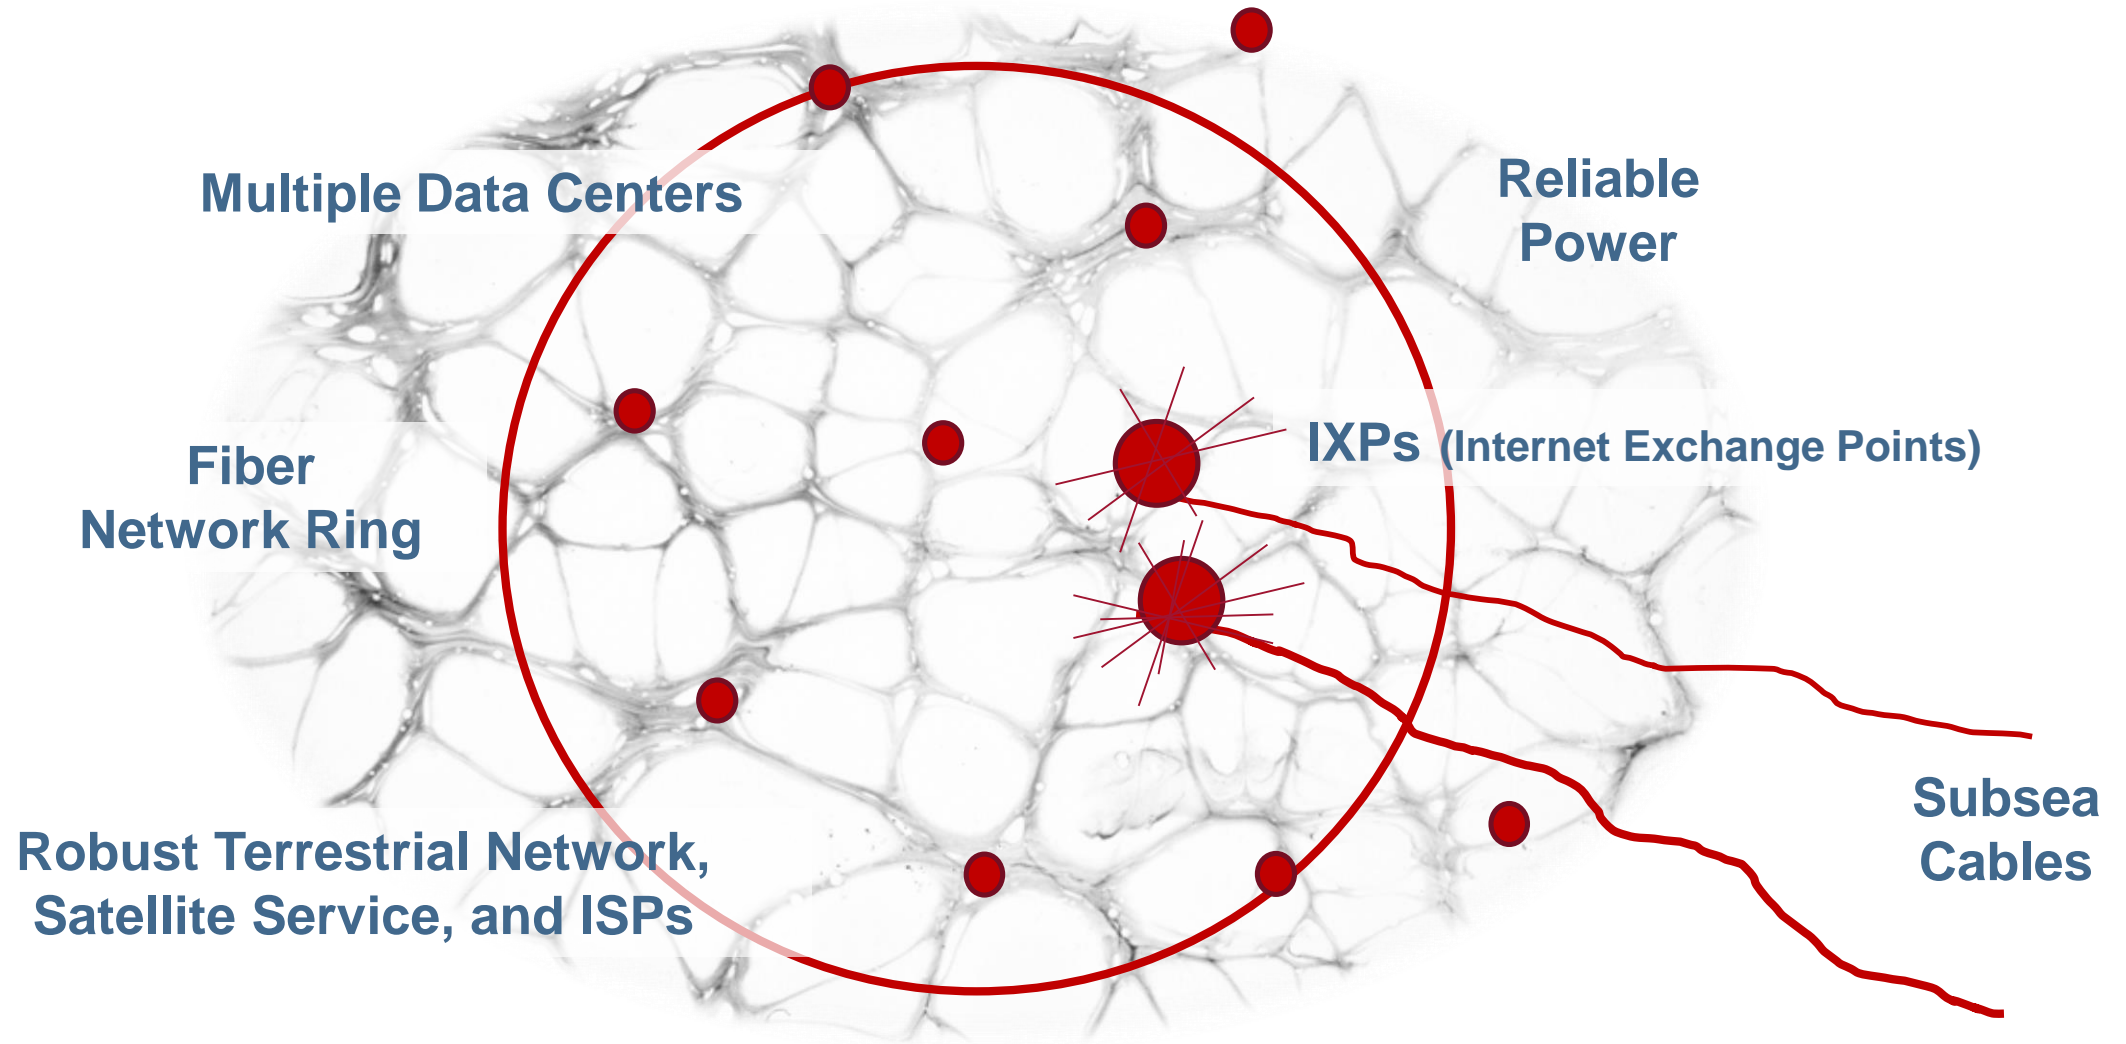 Multiple Data Centers
Reliable
Power
IXPs (Internet Exchange Points)
Fiber
Network Ring
Subsea
Cables
Robust Terrestrial Network,
Satellite Service, and ISPs